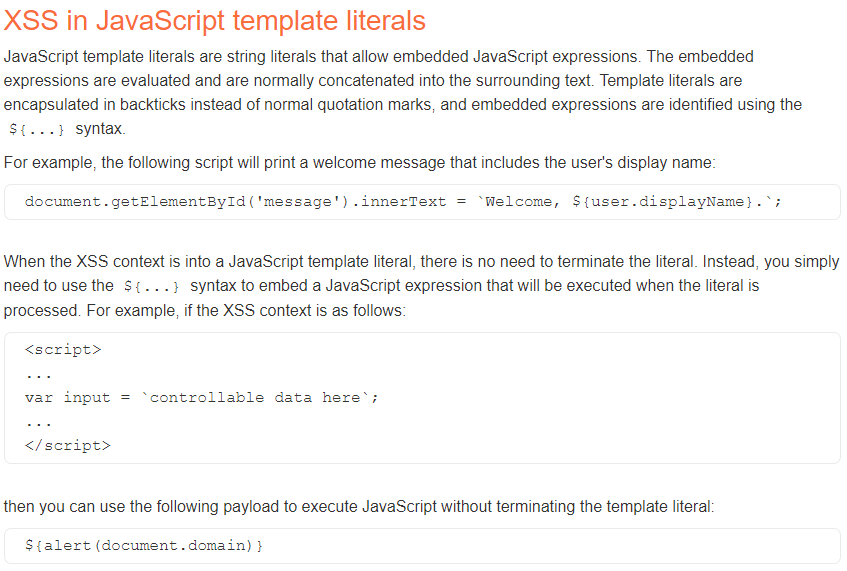 XSS in JavaScript template literals
JavaScript template literals are string literals that allow embedded JavaScript expressions. The embedded
expressions are evaluated and are normally concatenated into the surrounding text. Template literals are
encapsulated in backticks instead of normal quotation marks, and embedded expressions are identified using the
${...} syntax.
For example, the following script will print a welcome message that includes the user's display name:
document.getElementById('message').innerText = `Welcome, ${user.displayName}.`;
When the XSS context is into a JavaScript template literal, there is no need to terminate the literal. Instead, you simply
need to use the ${...} syntax to embed a JavaScript expression that will be executed when the literal is
processed. For example, if the XSS context is as follows:
<script>
...
var input = `controllable data here`;
...
</script>
then you can use the following payload to execute JavaScript without terminating the template literal:
${alert(document.domain)}